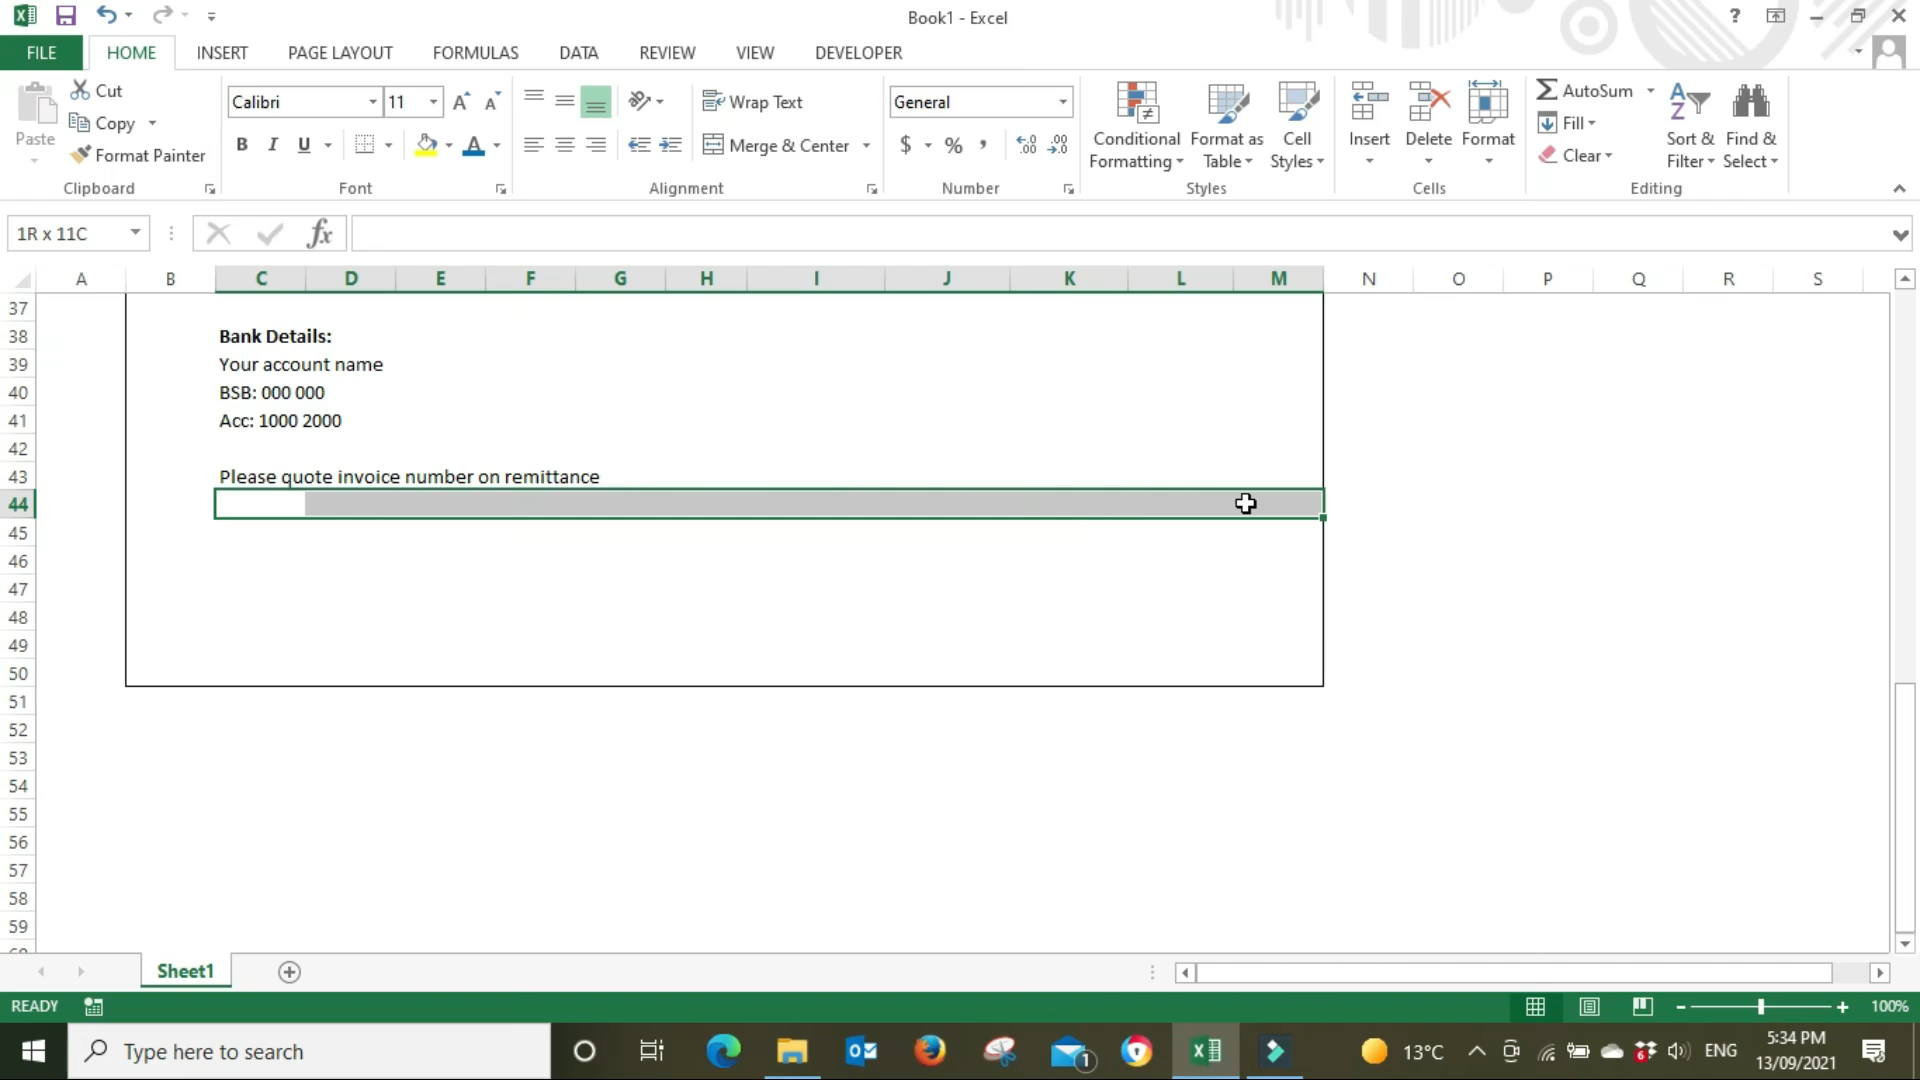 Book1 - Excel
?
FILE HOME INSERT PAGE LAYOUT FORMULAS DATA REVIEW VIEW DEVELOPER
Paste
Cut
Copy
Format Painter
Clipboard
Calibri 11
B I U A
Font
Wrap Text
Merge & Center
Alignment
General
$ % ,
Number
Conditional Formatting
Format as Table
Cell Styles
Styles
Insert
Delete
Format
Cells
AutoSum
Fill
Clear
Sort & Filter
Find & Select
Editing
1R x 11C
fx
A B C D E F G H I J K L M N O P Q R S
37
38 Bank Details:
39 Your account name
40 BSB: 000 000
41 Acc: 1000 2000
42
43 Please quote invoice number on remittance
44
45
46
47
48
49
50
51
52
53
54
55
56
57
58
59
Sheet1
READY
100%
Type here to search
1
13°C
6
ENG
5:34 PM
13/09/2021